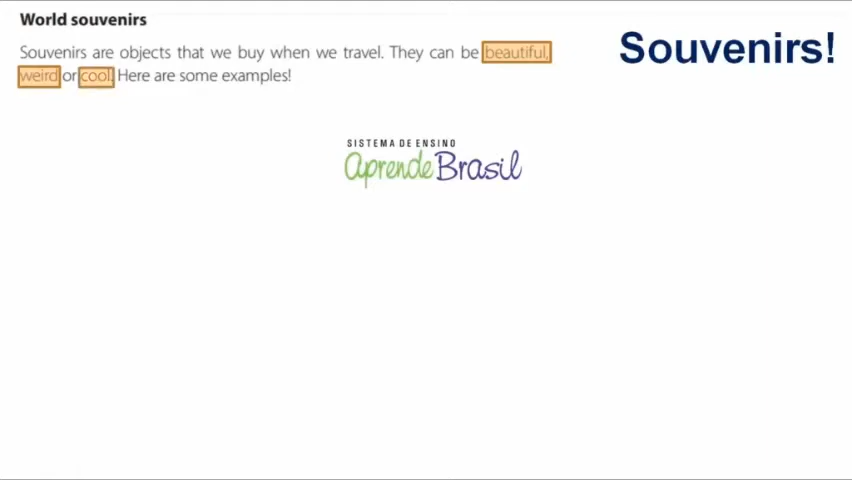 World souvenirs
Souvenirs are objects that we buy when we travel. They can be beautiful,
weird or cool. Here are some examples!
Souvenirs!
SISTEMA DE ENSINO
aprende Brasil